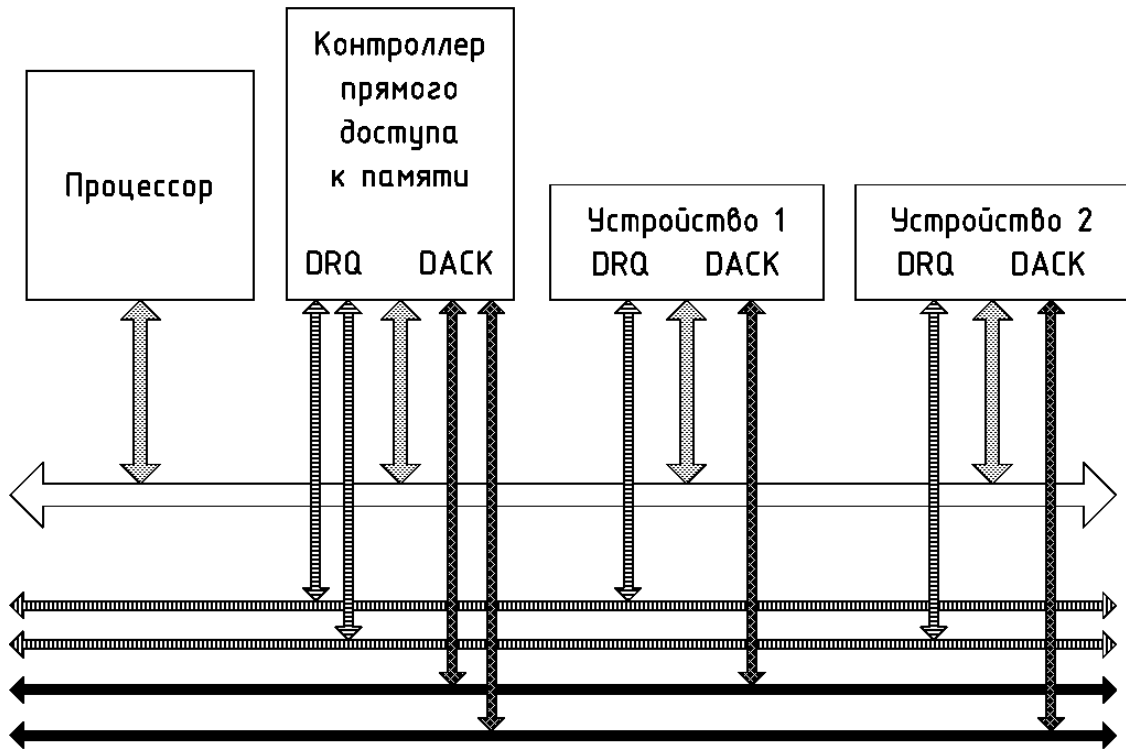 Контроллер
прямого
доступа
к памяти
DRQ DACK
Процессор
Устройство 1
DRQ DACK
Устройство 2
DRQ DACK